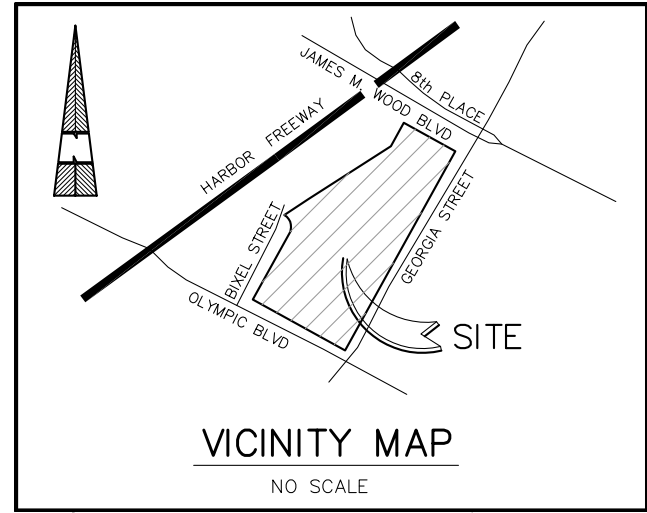 JAMES M. WOOD BLVD
8th PLACE
HARBOR FREEWAY
GEORGIA STREET
BIXEL STREET
OLYMPIC BLVD
SITE
VICINITY MAP
NO SCALE